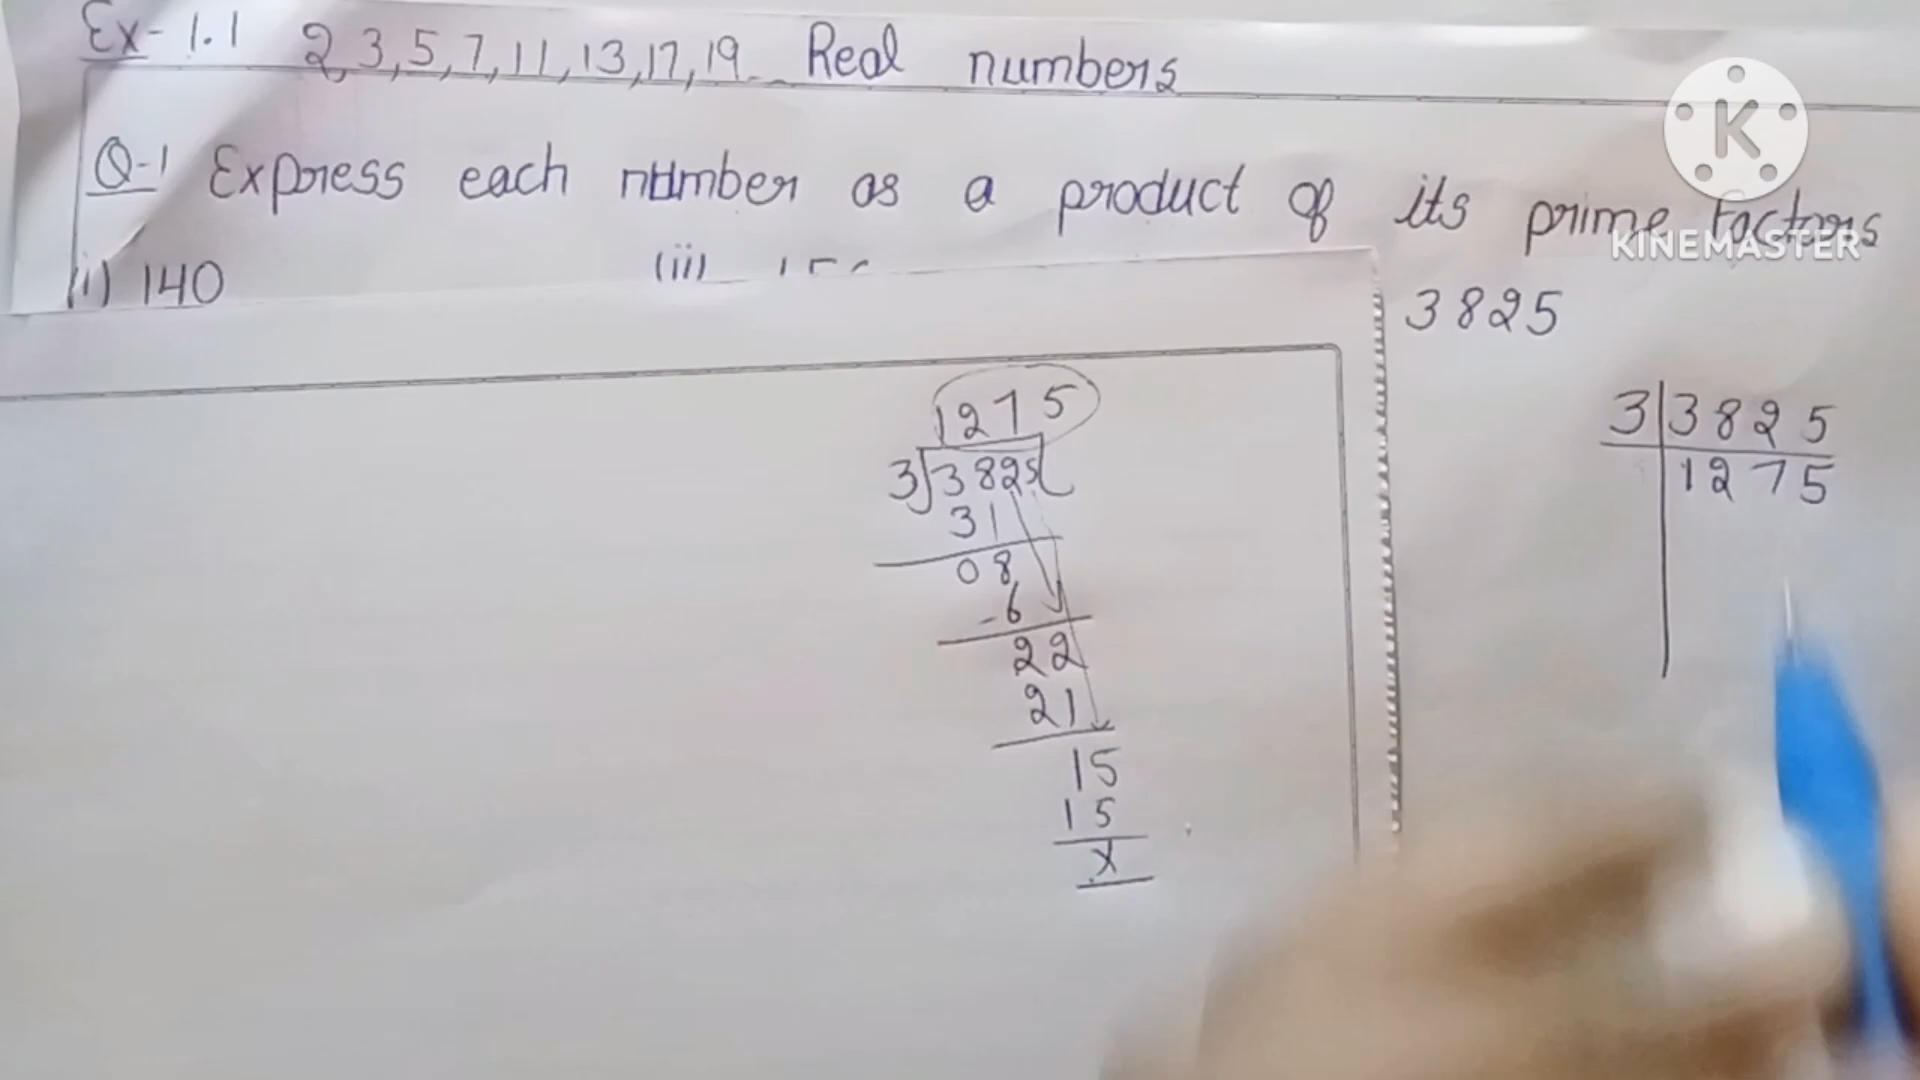 Ex-1.1 2,3,5,7,11,13,17,19 Real numbers
Q-1 Express each number as a product of its prime factors
K
KINEMASTER
(i) 140 (ii)
3825
1275
3 3825
31
08
-6
22
21
15
15
x
3 3825
1275